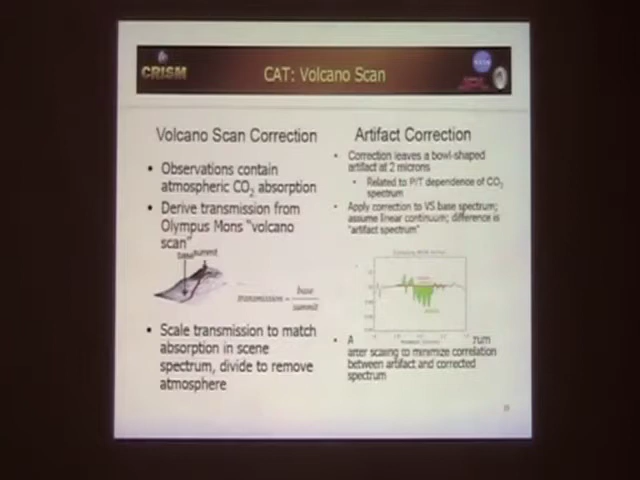 CRISM
CAT: Volcano Scan
NASA
Volcano Scan Correction
• Observations contain
atmospheric CO2 absorption
• Derive transmission from
Olympus Mons "volcano
scan"
base
summit
transmission = base
summit
• Scale transmission to match
absorption in scene
spectrum, divide to remove
atmosphere
Artifact Correction
• Correction leaves a bowl-shaped
artifact at 2 microns
• Related to P/T dependence of CO2
spectrum
• Apply correction to VS base spectrum;
assume linear continuum; difference is
"artifact spectrum"
• A
rum
after scaling to minimize correlation
between artifact and corrected
spectrum